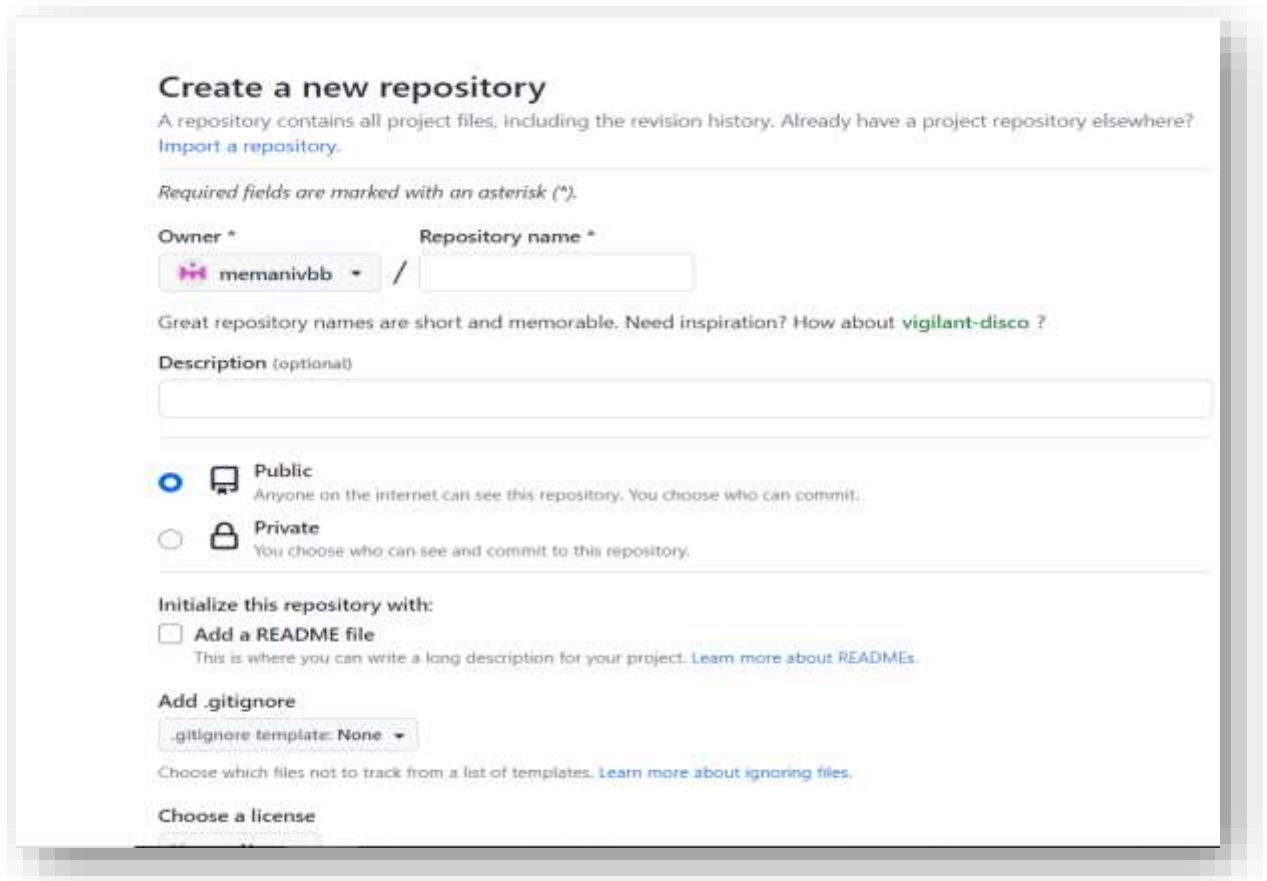 Create a new repository
A repository contains all project files, including the revision history. Already have a project repository elsewhere?
Import a repository.
Required fields are marked with an asterisk (*).
Owner * Repository name *
memanivbb /
Great repository names are short and memorable. Need inspiration? How about vigilant-disco ?
Description (optional)
Public
Anyone on the internet can see this repository. You choose who can commit.
Private
You choose who can see and commit to this repository.
Initialize this repository with:
Add a README file
This is where you can write a long description for your project. Learn more about READMEs.
Add .gitignore
.gitignore template: None
Choose which files not to track from a list of templates. Learn more about ignoring files.
Choose a license